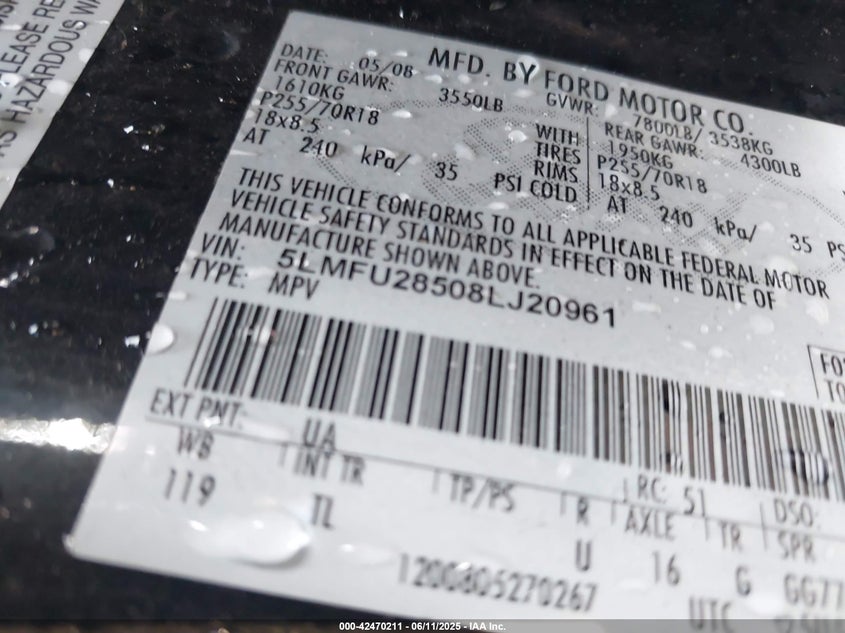 LEASE RE
AS HAZARDOUS WA
MFD. BY FORD MOTOR CO.
DATE: 05/08 GVWR: 7800LB/ 3538KG
FRONT GAWR: 3550LB REAR GAWR: 4300LB
1610KG WITH 1950KG
P255/70R18 TIRES P255/70R18
18x8.5 RIMS 18x8.5
AT 240 kPa/ 35 PSI COLD AT 240 kPa/ 35 PS
THIS VEHICLE CONFORMS TO ALL APPLICABLE FEDERAL MOTOR
VEHICLE SAFETY STANDARDS IN EFFECT ON THE DATE OF
MANUFACTURE SHOWN ABOVE.
VIN: 5LMFU28508LJ20961
TYPE: MPV
EXT PNT: UA RC: 51 DSO:
WB INT TR TP/PS R AXLE TR SPR
119 TL U 16 G GG77
1200805270267 UTC
000-42470211 - 06/11/2025 - IAA Inc.